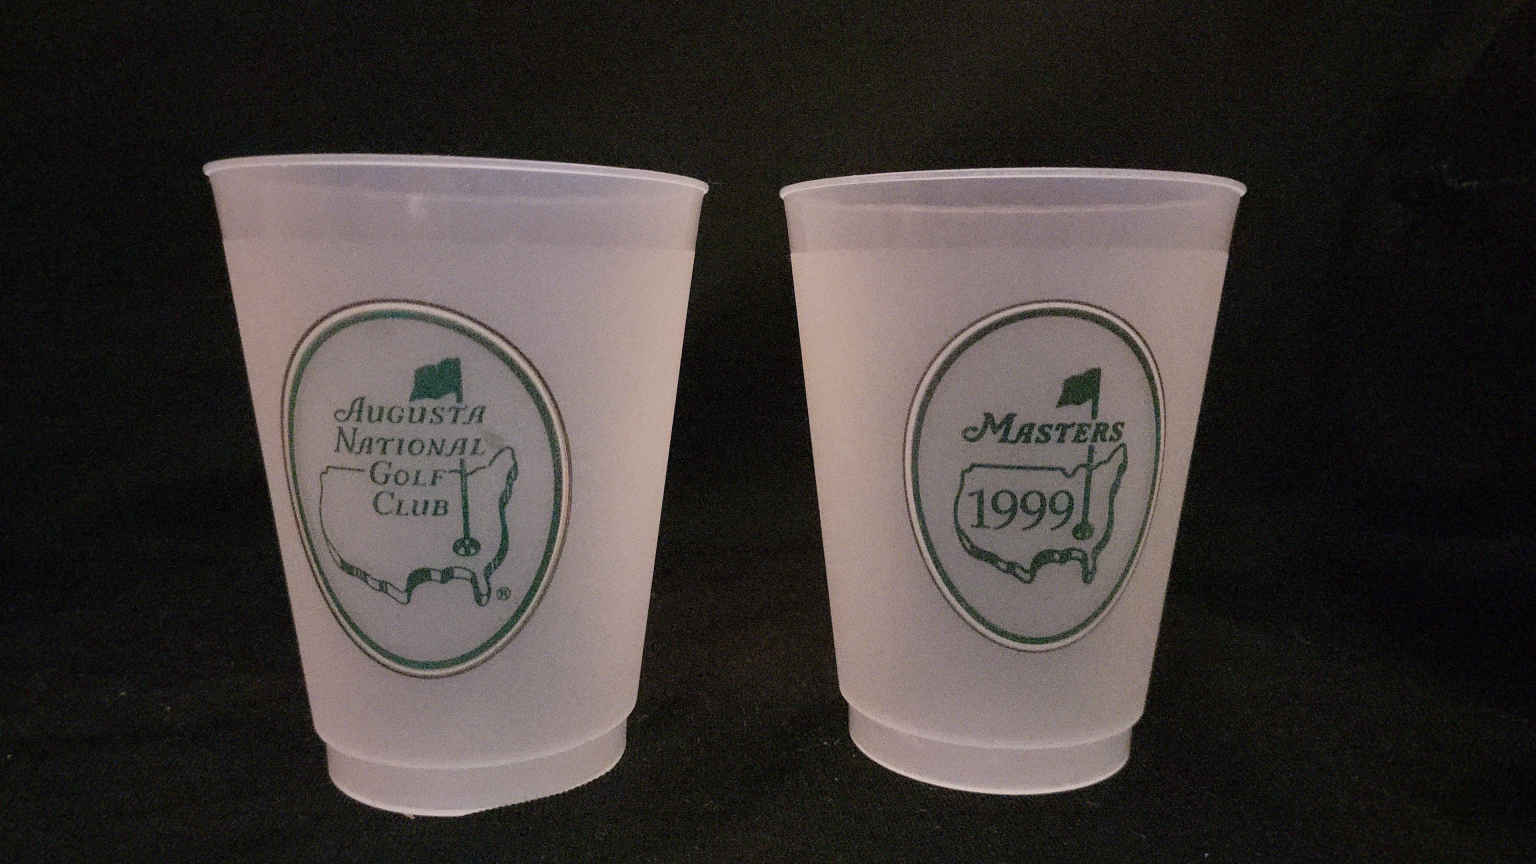 AUGUSTA
NATIONAL
GOLF
CLUB
®
MASTERS
1999